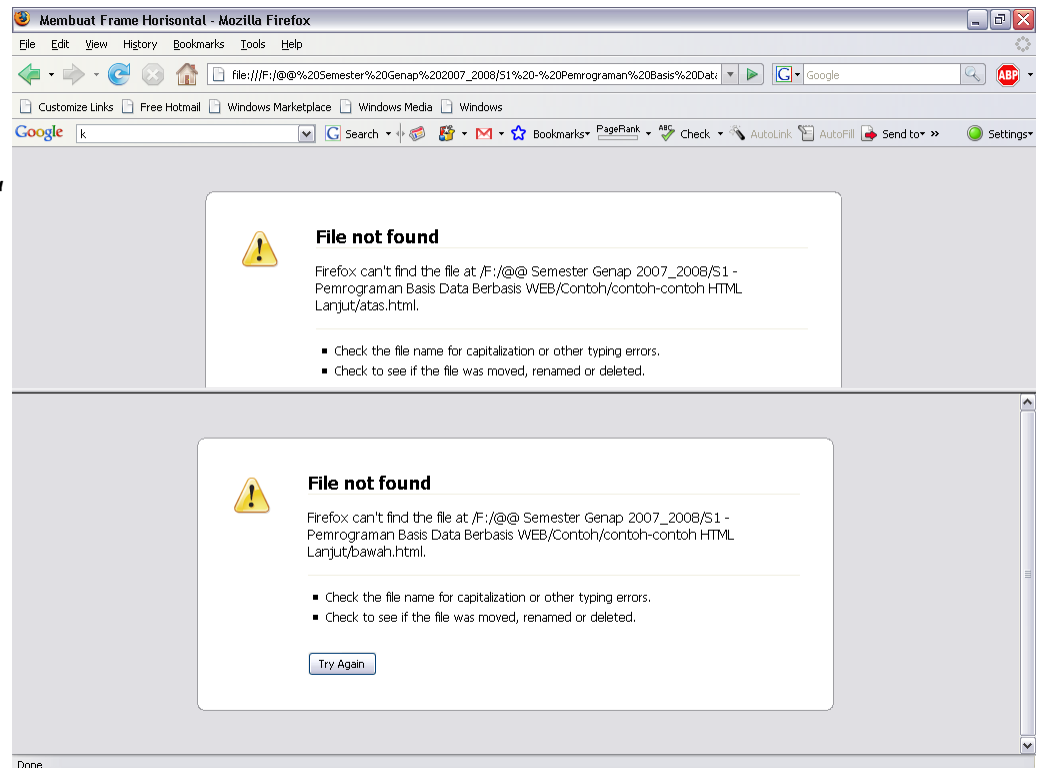 Membuat Frame Horisontal - Mozilla Firefox
File Edit View History Bookmarks Tools Help
file:///F:/@@%20Semester%20Genap%202007_2008/S1%20-%20Pemrograman%20Basis%20Data G Google ABP
Customize Links Free Hotmail Windows Marketplace Windows Media Windows
Google k G Search Bookmarks PageRank ABC Check AutoLink AutoFill Send to >> Settings
File not found
Firefox can't find the file at /F:/@@ Semester Genap 2007_2008/S1 -
Pemrograman Basis Data Berbasis WEB/Contoh/contoh-contoh HTML
Lanjut/atas.html.
▪ Check the file name for capitalization or other typing errors.
▪ Check to see if the file was moved, renamed or deleted.
File not found
Firefox can't find the file at /F:/@@ Semester Genap 2007_2008/S1 -
Pemrograman Basis Data Berbasis WEB/Contoh/contoh-contoh HTML
Lanjut/bawah.html.
▪ Check the file name for capitalization or other typing errors.
▪ Check to see if the file was moved, renamed or deleted.
Try Again
Done